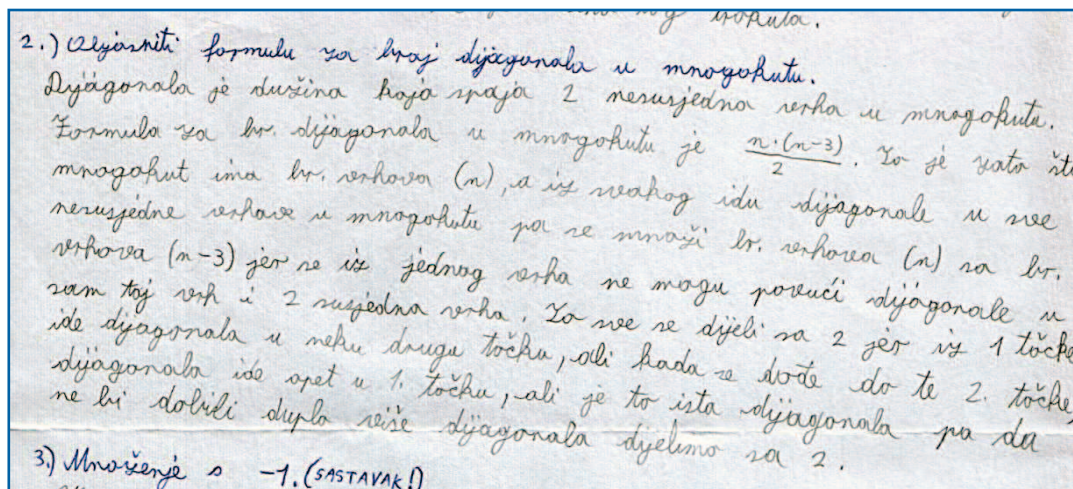 trokuta.
2.) Objasniti formulu za broj dijagonala u mnogokutu.
Dijagonala je dužina koja spaja 2 nesusjedna vrha u mnogokutu.
Formula za br. dijagonala u mnogokutu je n·(n-3)/2. To je zato što
mnogokut ima br. vrhova (n), a iz svakog idu dijagonale u sve
nesusjedne vrhove u mnogokutu pa se množi br. vrhova (n) sa br.
vrhova (n-3) jer se iz jednog vrha ne mogu povući dijagonale u
sam taj vrh i 2 susjedna vrha. To sve se dijeli sa 2 jer iz 1 točke
ide dijagonala u neku drugu točku, ali kada se dođe do te 2. točke,
dijagonala ide opet u 1. točku, ali je to ista dijagonala pa da
ne bi dobili duplo više dijagonala dijelimo sa 2.
3.) Množenje s -1. (SASTAVAK!)